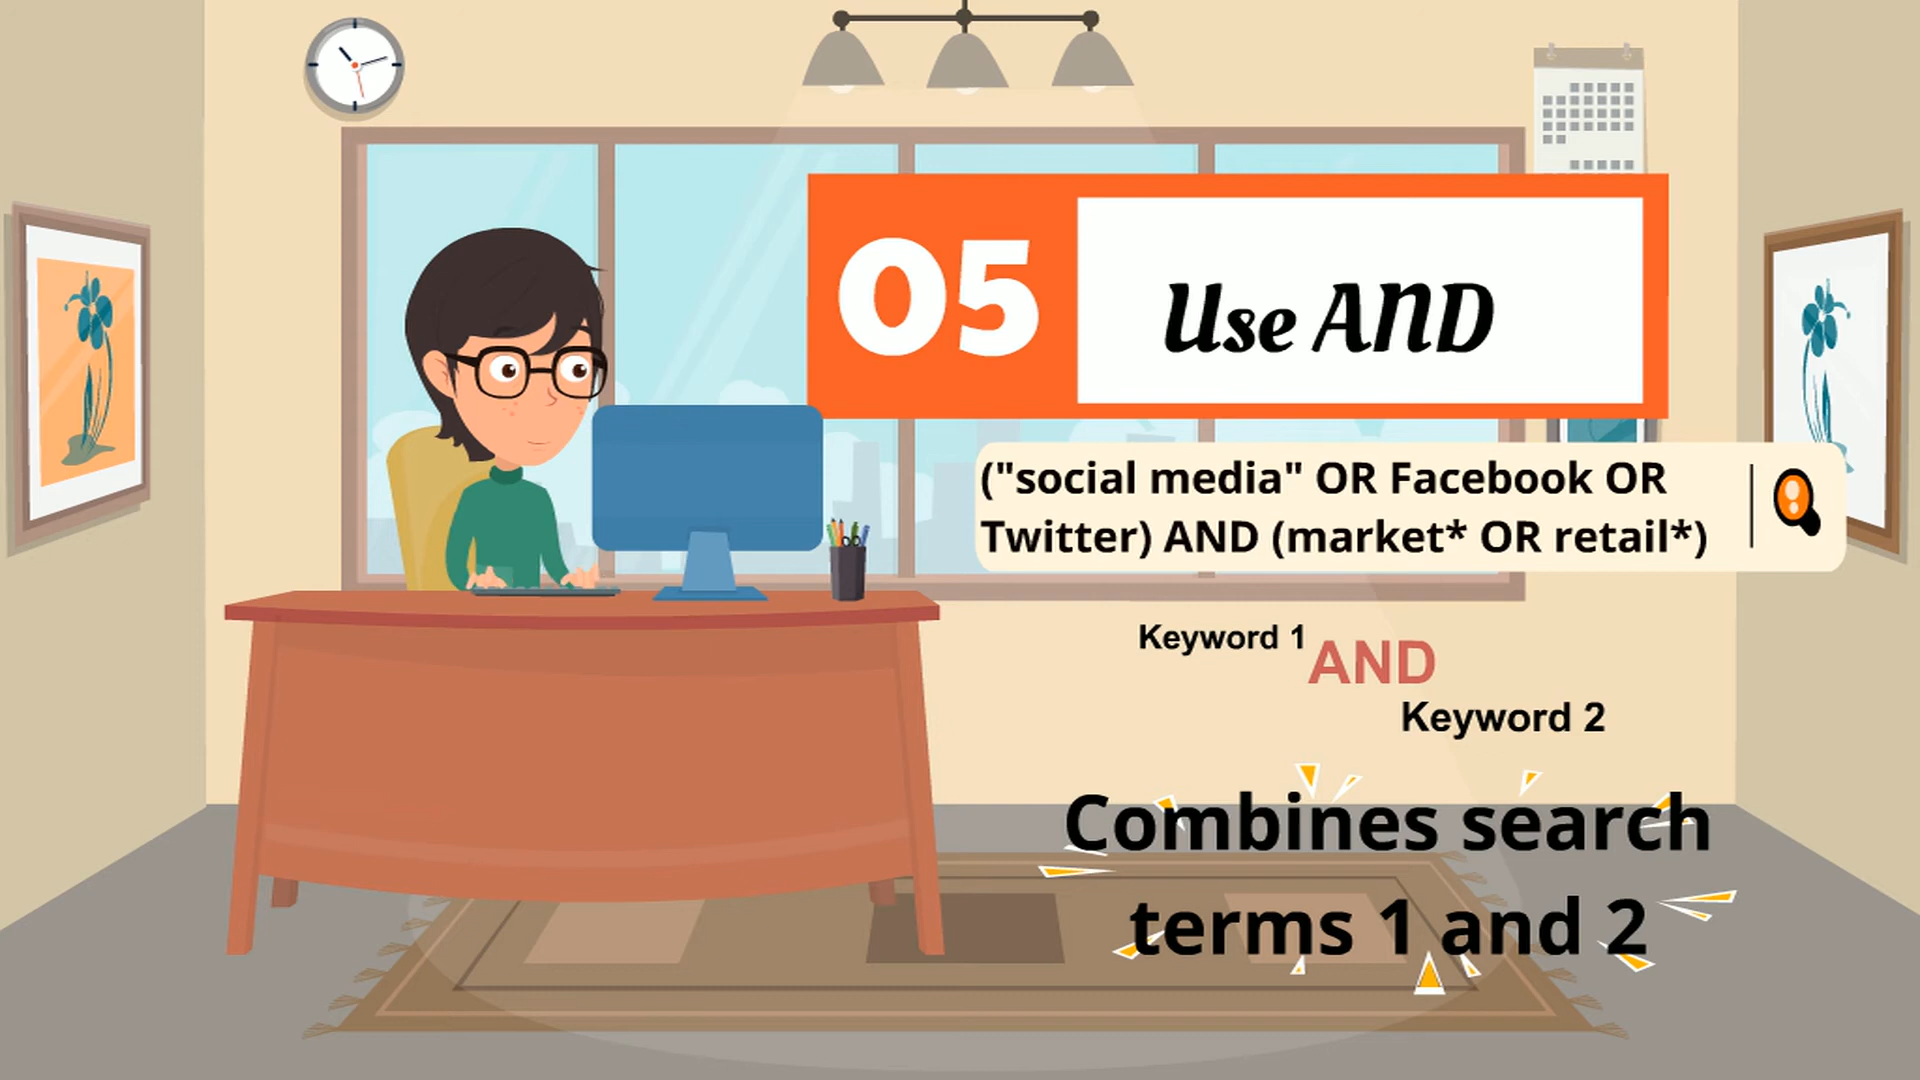 05
Use AND
("social media" OR Facebook OR
Twitter) AND (market* OR retail*)
Keyword 1
AND
Keyword 2
Combines search
terms 1 and 2